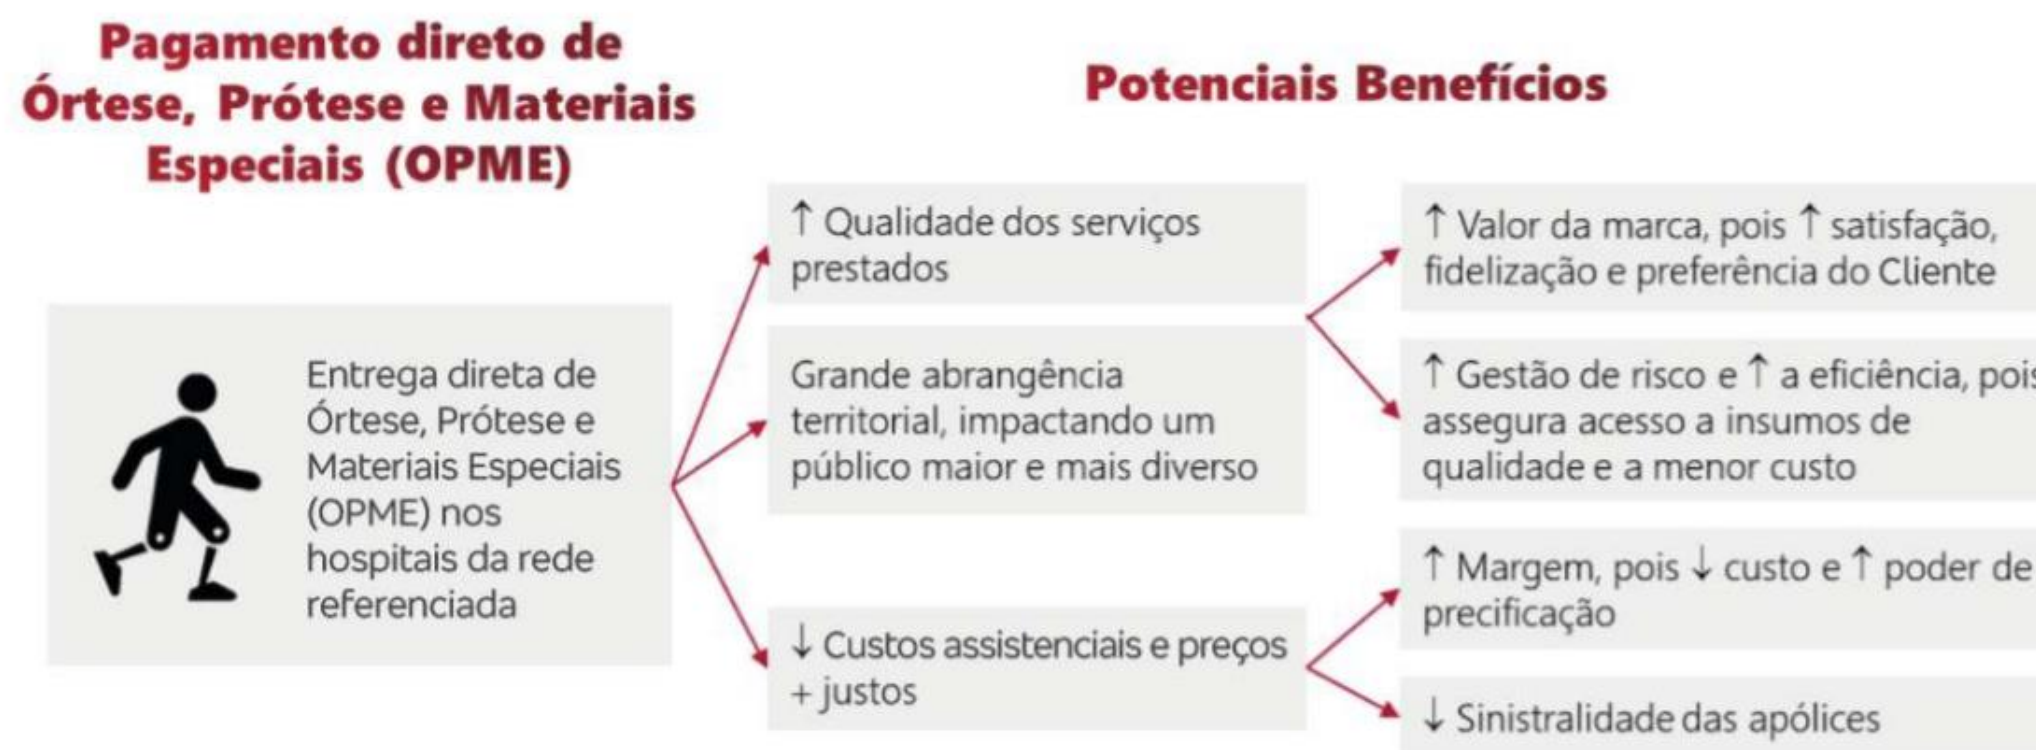 Pagamento direto de
Órtese, Prótese e Materiais
Especiais (OPME)
Potenciais Benefícios
Entrega direta de
Órtese, Prótese e
Materiais Especiais
(OPME) nos
hospitais da rede
referenciada
↑ Qualidade dos serviços
prestados
Grande abrangência
territorial, impactando um
público maior e mais diverso
↓ Custos assistenciais e preços
+ justos
↑ Valor da marca, pois ↑ satisfação,
fidelização e preferência do Cliente
↑ Gestão de risco e ↑ a eficiência, pois
assegura acesso a insumos de
qualidade e a menor custo
↑ Margem, pois ↓ custo e ↑ poder de
precificação
↓ Sinistralidade das apólices